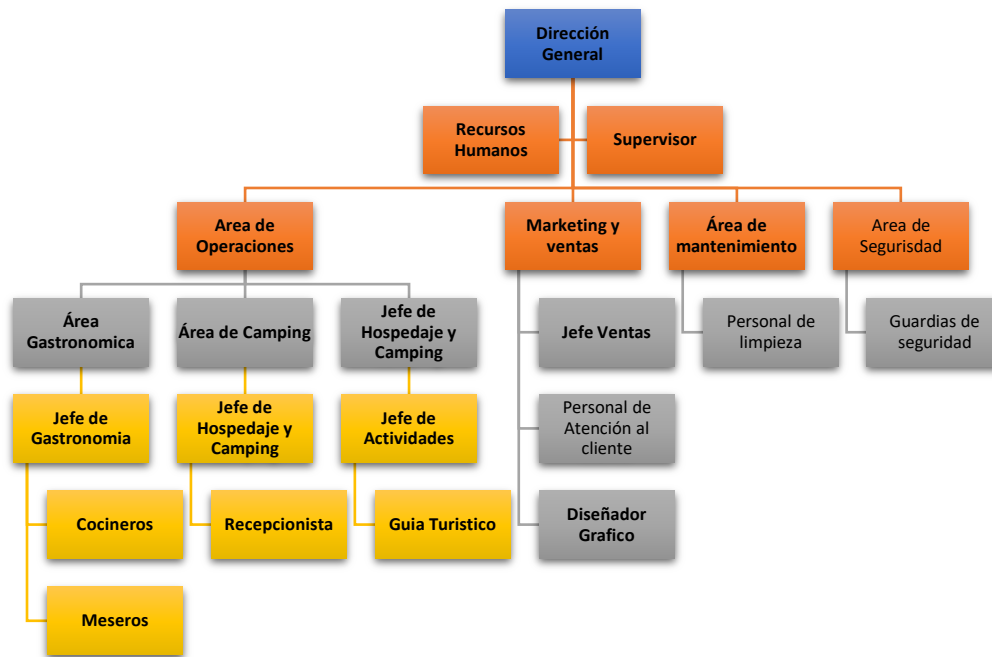 Dirección
General
Recursos
Humanos
Supervisor
Area de
Operaciones
Marketing y
ventas
Área de
mantenimiento
Area de
Segurisdad
Área
Gastronomica
Área de Camping
Jefe de
Hospedaje y
Camping
Jefe Ventas
Personal de
limpieza
Guardias de
seguridad
Jefe de
Gastronomia
Jefe de
Hospedaje y
Camping
Jefe de
Actividades
Personal de
Atención al
cliente
Cocineros
Recepcionista
Guia Turistico
Diseñador
Grafico
Meseros